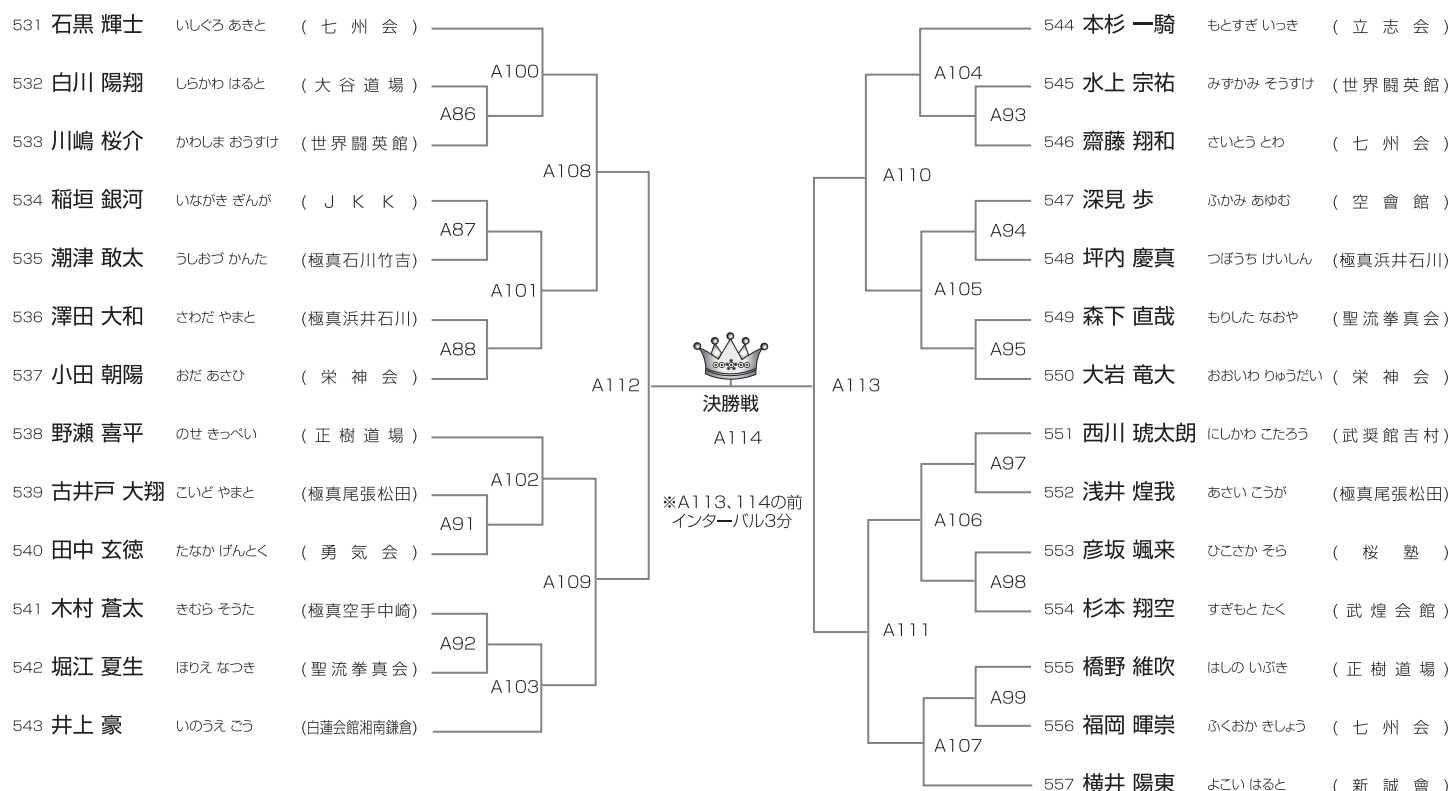 531 石黒 輝士 いしぐろ あきと (七州会)
532 白川 陽翔 しらかわ はると (大谷道場)
533 川嶋 桜介 かわしま おうすけ (世界闘英館)
534 稲垣 銀河 いながき ぎんが (JKK)
535 潮津 敢太 うしおづ かんた (極真石川竹吉)
536 澤田 大和 さわだ やまと (極真浜井石川)
537 小田 朝陽 おだ あさひ (栄神会)
538 野瀬 喜平 のせ きっぺい (正樹道場)
539 古井戸 大翔 こいど やまと (極真尾張松田)
540 田中 玄徳 たなか げんとく (勇気会)
541 木村 蒼太 きむら そうた (極真空手中崎)
542 堀江 夏生 ほりえ なつき (聖流拳真会)
543 井上 豪 いのうえ ごう (白蓮会館湘南鎌倉)
A100
A86
A108
A87
A101
A88
A112
A102
A91
A109
A92
A103
決勝戦
A114
※A113、114の前
インターバル3分
A104
A93
A110
A94
A105
A95
A113
A97
A106
A98
A111
A99
A107
544 本杉 一騎 もとすぎ いっき (立志会)
545 水上 宗祐 みずかみ そうすけ (世界闘英館)
546 齋藤 翔和 さいとう とわ (七州会)
547 深見 歩 ふかみ あゆむ (空會館)
548 坪内 慶真 つぼうち けいしん (極真浜井石川)
549 森下 直哉 もりした なおや (聖流拳真会)
550 大岩 竜大 おおいわ りゅうだい (栄神会)
551 西川 琥太朗 にしかわ こたろう (武奨館吉村)
552 浅井 煌我 あさい こうが (極真尾張松田)
553 彦坂 颯来 ひこさか そら (桜塾)
554 杉本 翔空 すぎもと たく (武煌会館)
555 橋野 維吹 はしの いぶき (正樹道場)
556 福岡 暉崇 ふくおか きしょう (七州会)
557 横井 陽東 よこい はると (新誠會)